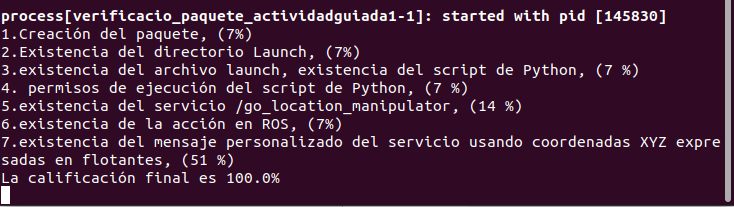 process[verificacio_paquete_actividadguiada1-1]: started with pid [145830]
1.Creación del paquete, (7%)
2.Existencia del directorio Launch, (7%)
3.existencia del archivo launch, existencia del script de Python, (7 %)
4. permisos de ejecución del script de Python, (7 %)
5.existencia del servicio /go_location_manipulator, (14 %)
6.existencia de la acción en ROS, (7%)
7.existencia del mensaje personalizado del servicio usando coordenadas XYZ expre
sadas en flotantes, (51 %)
La calificación final es 100.0%